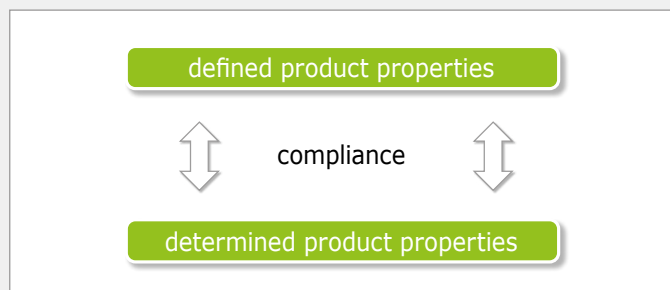 defined product properties
compliance
determined product properties